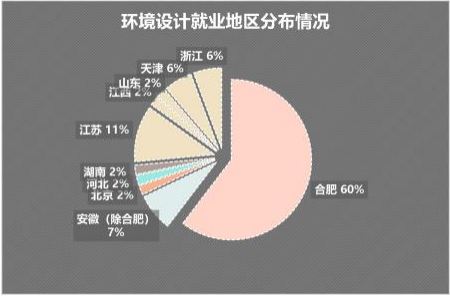 环境设计就业地区分布情况
浙江 6%
天津 6%
山东 2%
江西 2%
江苏 11%
湖南 2%
河北 2%
北京 2%
安徽（除合肥）
7%
合肥 60%